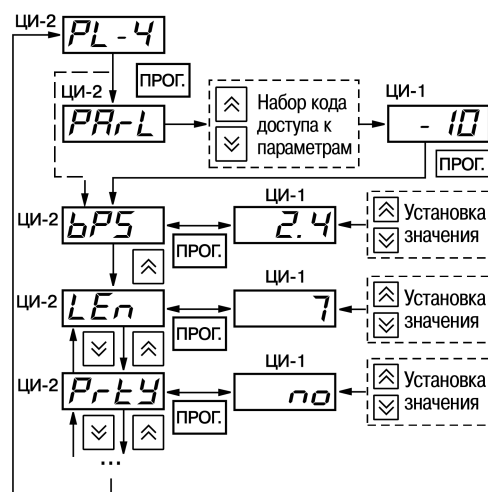 ЦИ-2 PL-4
ПРОГ.
ЦИ-2
PArL
Набор кода
доступа к
параметрам
ЦИ-1
- 10
ПРОГ.
ЦИ-2 bPS
ПРОГ.
ЦИ-1
2.4
Установка
значения
ЦИ-2 LEn
ПРОГ.
ЦИ-1
7
Установка
значения
ЦИ-2 PrtY
ПРОГ.
ЦИ-1
no
Установка
значения
...